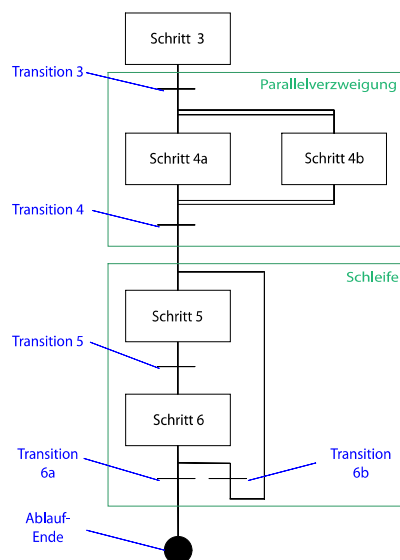 Schritt 3
Transition 3
Parallelverzweigung
Schritt 4a
Schritt 4b
Transition 4
Schleife
Schritt 5
Transition 5
Schritt 6
Transition
6a
Transition
6b
Ablauf-
Ende